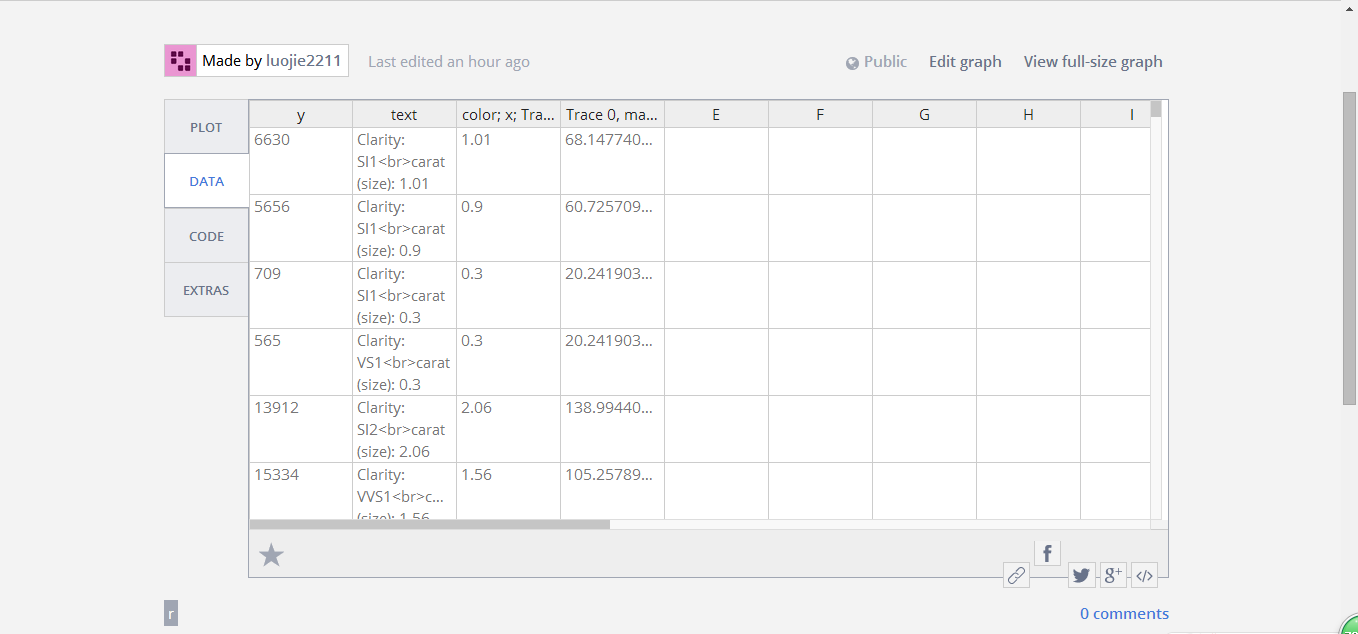 Made by luojie2211 Last edited an hour ago Public Edit graph View full-size graph
PLOT
DATA
CODE
EXTRAS
y text color; x; Tra... Trace 0, ma... E F G H I
6630 Clarity: 1.01 68.147740...
SI1<br>carat
(size): 1.01
5656 Clarity: 0.9 60.725709...
SI1<br>carat
(size): 0.9
709 Clarity: 0.3 20.241903...
SI1<br>carat
(size): 0.3
565 Clarity: 0.3 20.241903...
VS1<br>carat
(size): 0.3
13912 Clarity: 2.06 138.99440...
SI2<br>carat
(size): 2.06
15334 Clarity: 1.56 105.25789...
VVS1<br>c...
(size): 1.56
f
g+ </>
r 0 comments